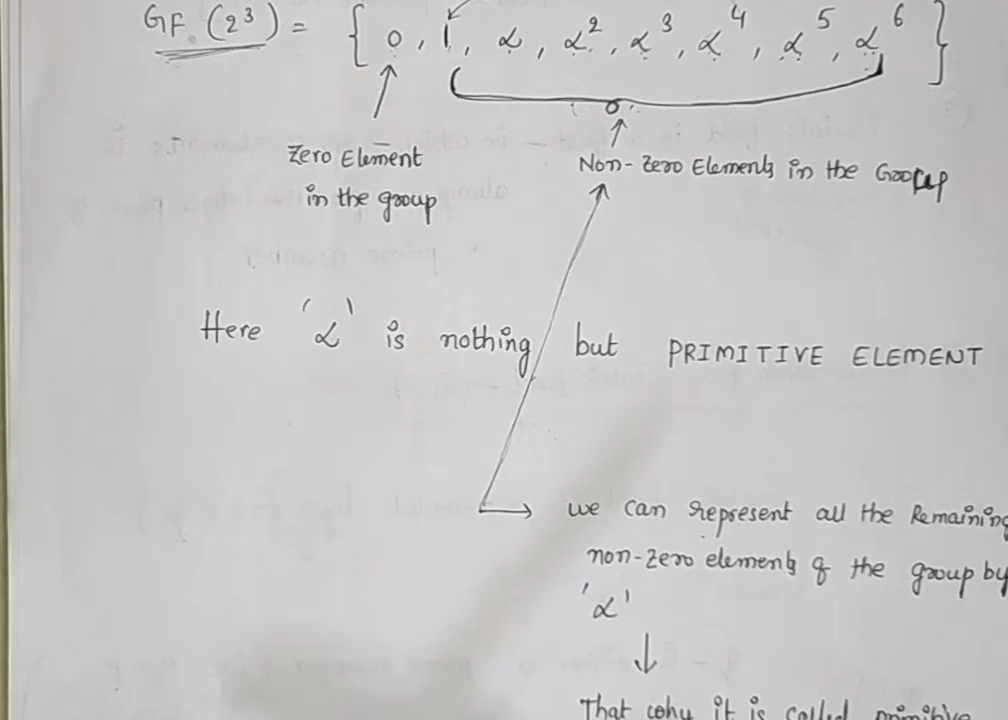 GF (2³) = { 0, 1, α, α², α³, α⁴, α⁵, α⁶ }
Zero Element
in the group
Non-Zero Elements in the Group
Here 'α' is nothing but PRIMITIVE ELEMENT
we can represent all the Remaining
non-zero elements of the group by
'α'
That why it is called primitive